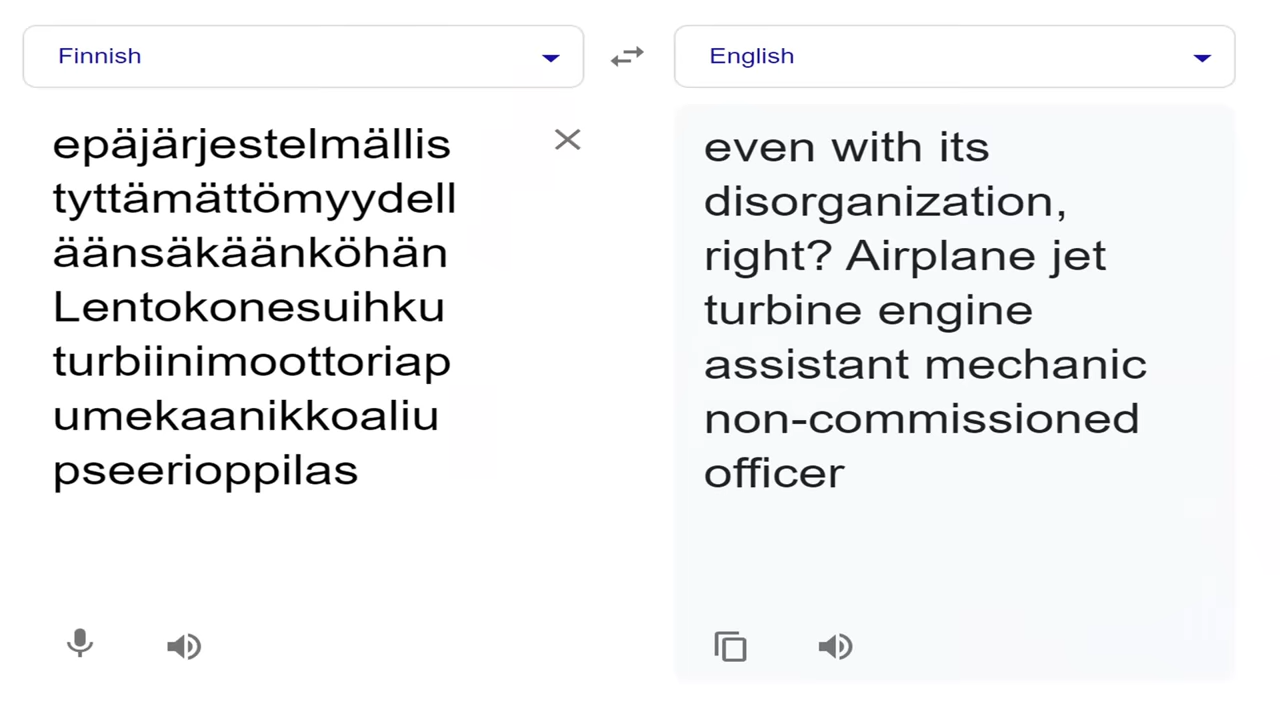 Finnish
English
epäjärjestelmällis
tyttämättömyydell
äänsäkäänköhän
Lentokonesuihku
turbiinimoottoriap
umekaanikkoaliu
pseerioppilas
even with its
disorganization,
right? Airplane jet
turbine engine
assistant mechanic
non-commissioned
officer